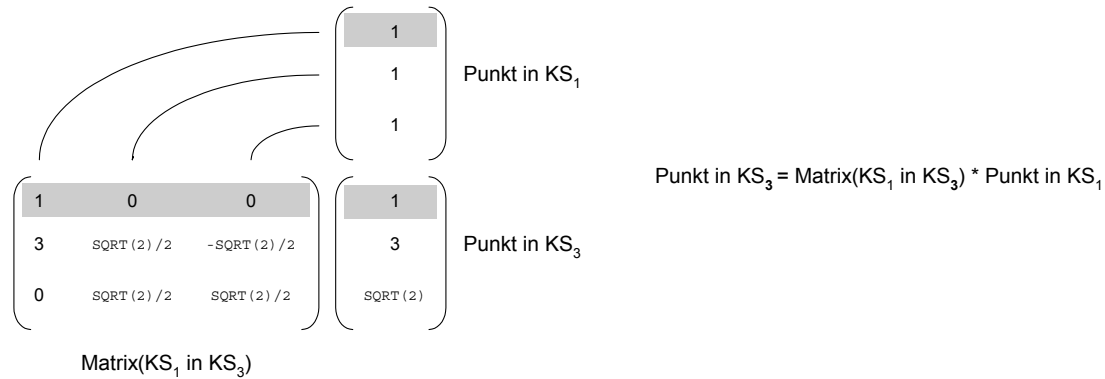 1
1
Punkt in KS1
1
Punkt in KS3 = Matrix(KS1 in KS3) * Punkt in KS1
1 0 0 1
3 SQRT(2)/2 -SQRT(2)/2 3
Punkt in KS3
0 SQRT(2)/2 SQRT(2)/2 SQRT(2)
Matrix(KS1 in KS3)